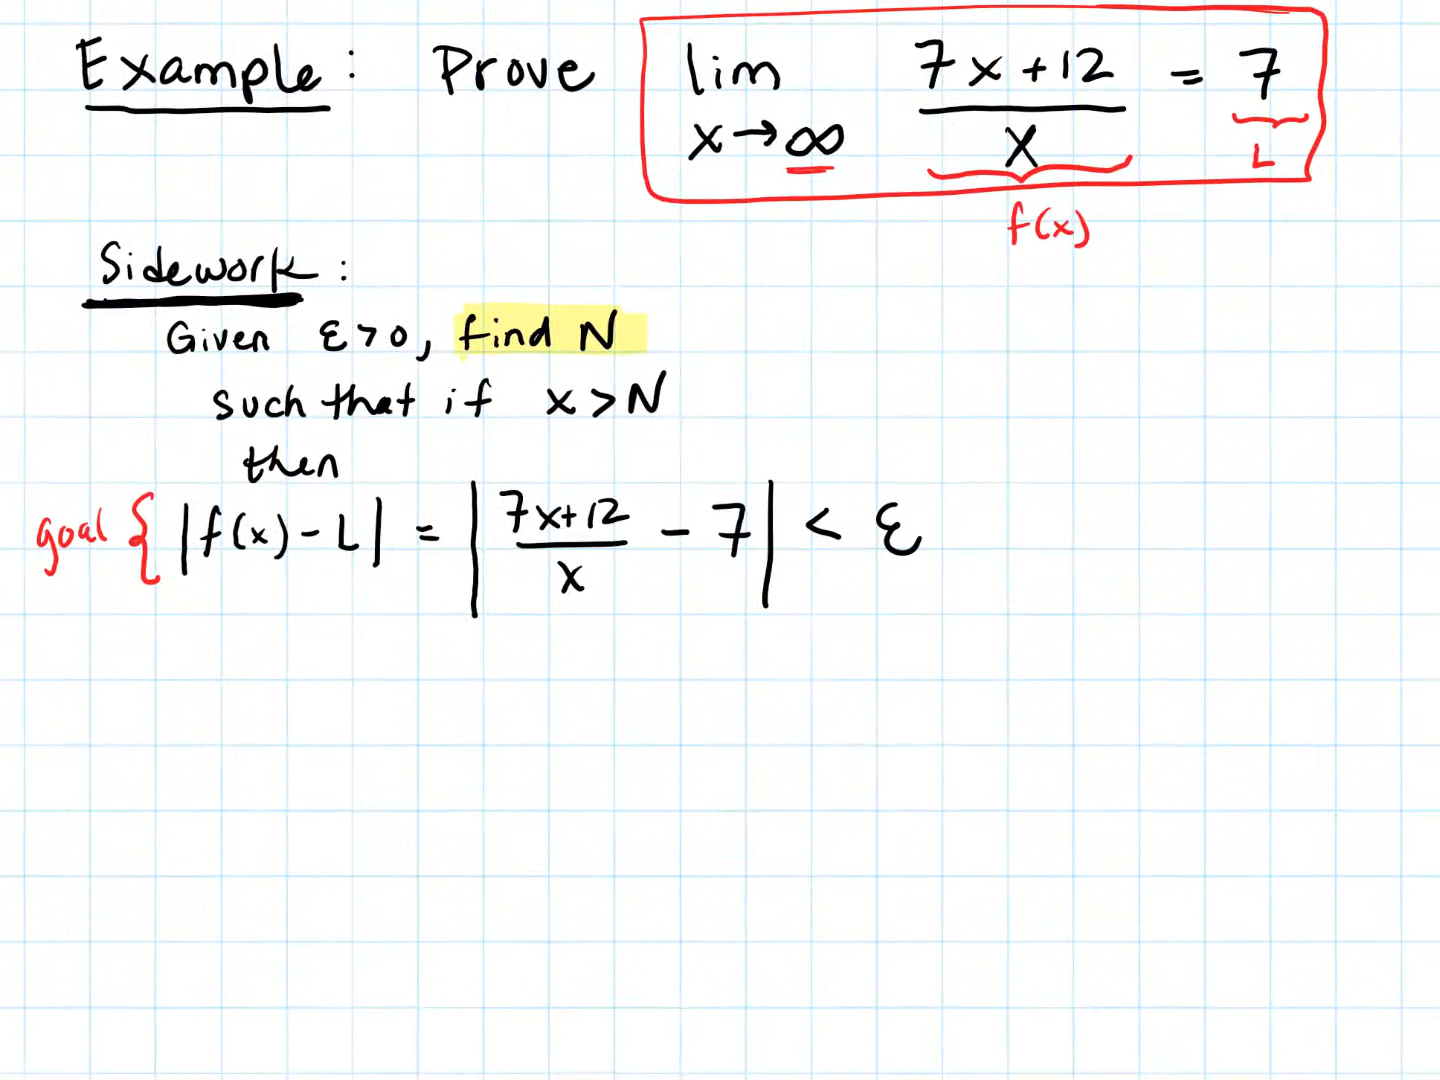 Example: Prove lim x→∞ (7x+12)/x = 7
L
f(x)
Sidework:
Given ε>0, find N
such that if x>N
then
goal { |f(x)-L| = |(7x+12)/x - 7| < ε